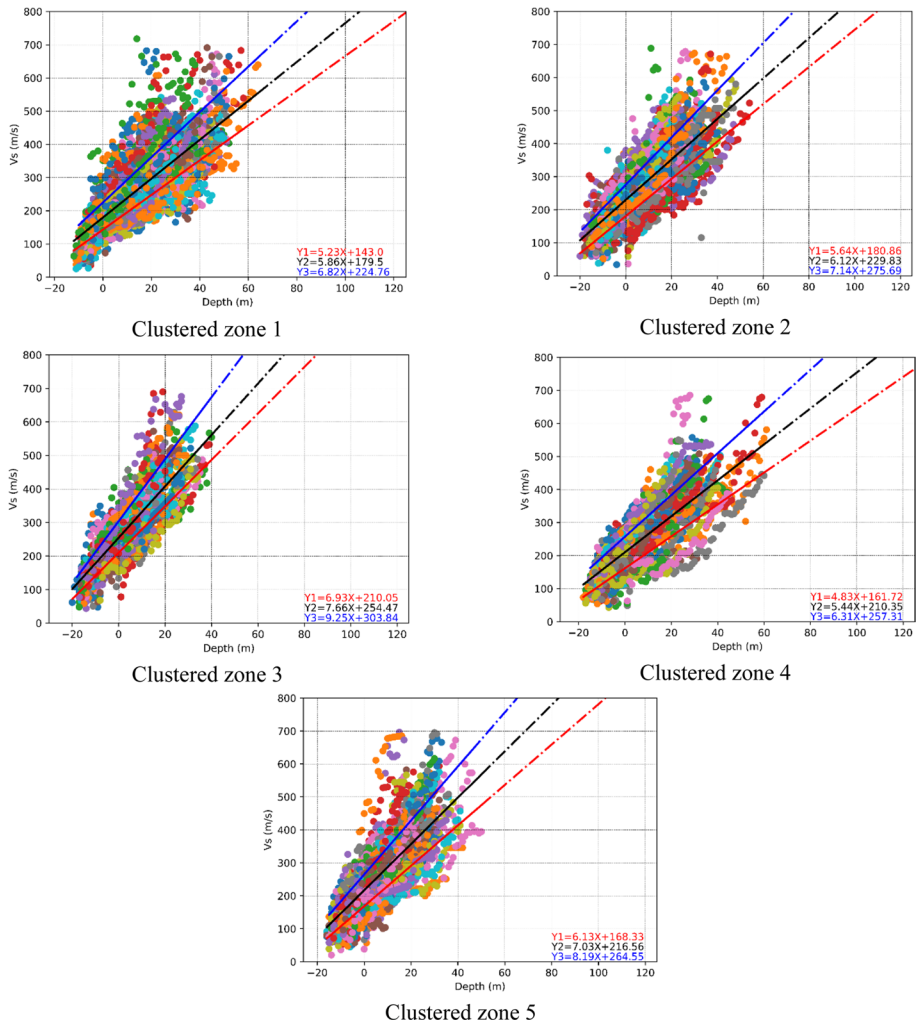 800
700
600
500
400
300
200
100
0
Vs (m/s)
−20 0 20 40 60 80 100 120
Depth (m)
Y1=5.23X+143.0
Y2=5.86X+179.5
Y3=6.82X+224.76
Clustered zone 1
800
700
600
500
400
300
200
100
0
Vs (m/s)
−20 0 20 40 60 80 100 120
Depth (m)
Y1=5.64X+180.86
Y2=6.12X+229.83
Y3=7.14X+275.69
Clustered zone 2
800
700
600
500
400
300
200
100
0
Vs (m/s)
−20 0 20 40 60 80 100 120
Depth (m)
Y1=6.93X+210.05
Y2=7.66X+254.47
Y3=9.25X+303.84
Clustered zone 3
800
700
600
500
400
300
200
100
0
Vs (m/s)
−20 0 20 40 60 80 100 120
Depth (m)
Y1=4.83X+161.72
Y2=5.44X+210.35
Y3=6.31X+257.31
Clustered zone 4
800
700
600
500
400
300
200
100
0
Vs (m/s)
−20 0 20 40 60 80 100 120
Depth (m)
Y1=6.13X+168.33
Y2=7.03X+216.56
Y3=8.19X+264.55
Clustered zone 5